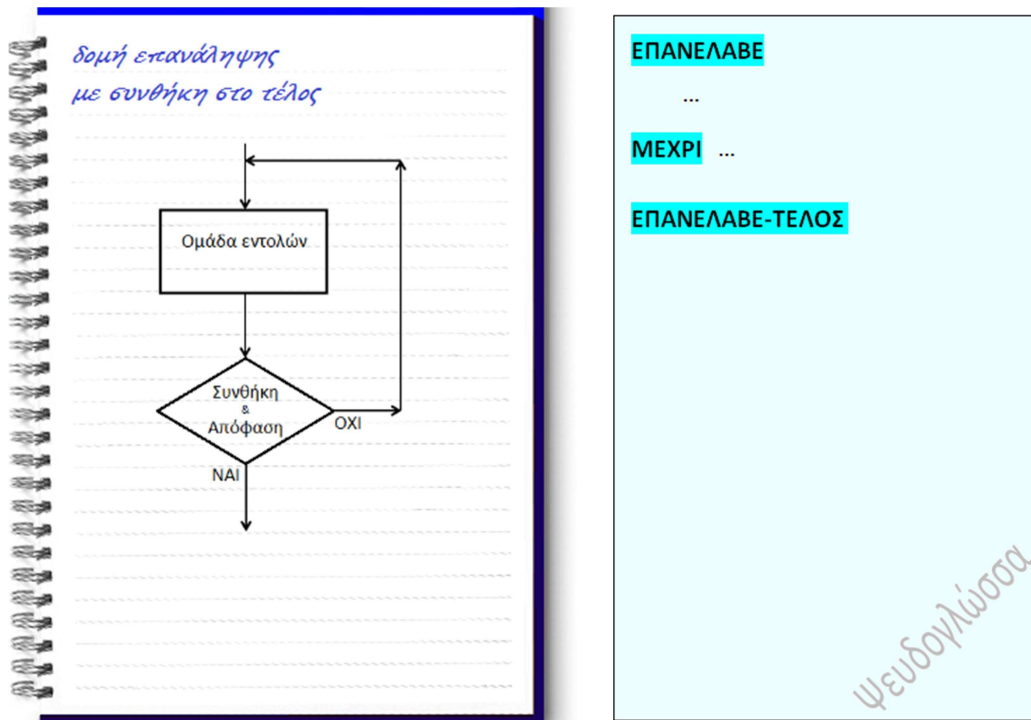 δομή επανάληψης
με συνθήκη στο τέλος
Ομάδα εντολών
Συνθήκη
&
Απόφαση
ΟΧΙ
ΝΑΙ
ΕΠΑΝΕΛΑΒΕ
...
ΜΕΧΡΙ ...
ΕΠΑΝΕΛΑΒΕ-ΤΕΛΟΣ
Ψευδογλώσσα